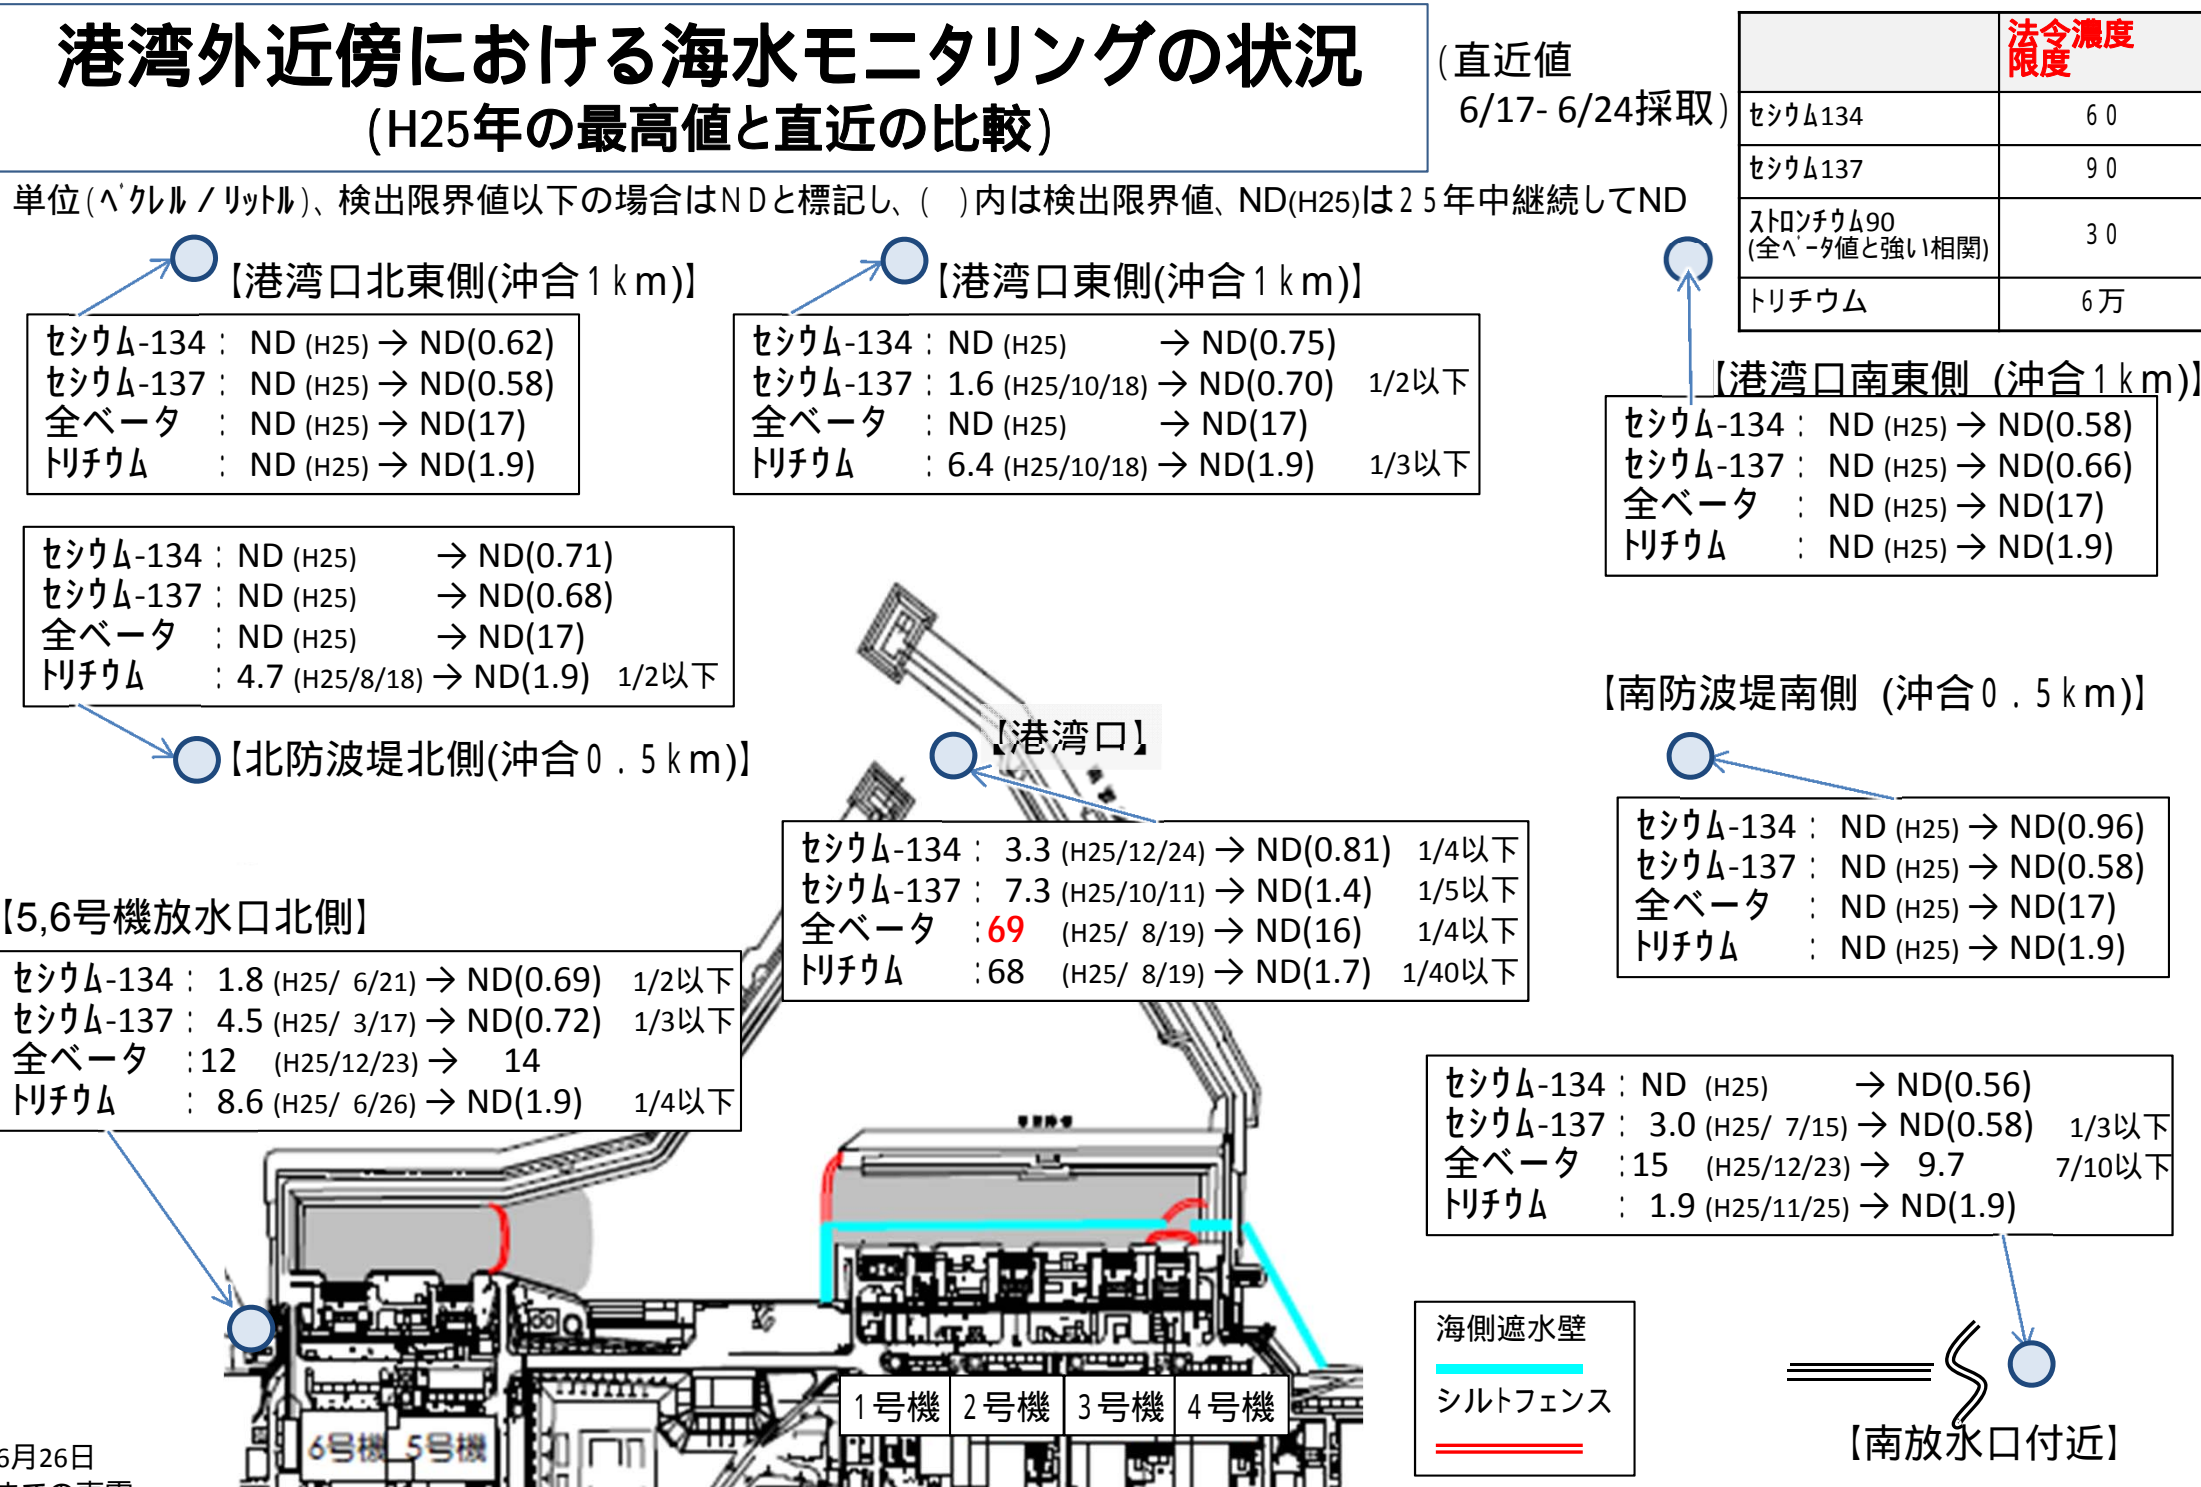 港湾外近傍における海水モニタリングの状況
(H25年の最高値と直近の比較)
(直近値
6/17- 6/24採取)
法令濃度
限度
セシウム134 60
セシウム137 90
ストロンチウム90
(全ベータ値と強い相関) 30
トリチウム 6万
単位(ベクレル/リットル)、検出限界値以下の場合はNDと標記し、( )内は検出限界値、ND(H25)は25年中継続してND
【港湾口北東側(沖合1km)】
セシウム-134: ND (H25) → ND(0.62)
セシウム-137: ND (H25) → ND(0.58)
全ベータ : ND (H25) → ND(17)
トリチウム : ND (H25) → ND(1.9)
【港湾口東側(沖合1km)】
セシウム-134: ND (H25) → ND(0.75)
セシウム-137: 1.6 (H25/10/18) → ND(0.70) 1/2以下
全ベータ : ND (H25) → ND(17)
トリチウム : 6.4 (H25/10/18) → ND(1.9) 1/3以下
【港湾口南東側 (沖合1km)】
セシウム-134: ND (H25) → ND(0.58)
セシウム-137: ND (H25) → ND(0.66)
全ベータ : ND (H25) → ND(17)
トリチウム : ND (H25) → ND(1.9)
セシウム-134: ND (H25) → ND(0.71)
セシウム-137: ND (H25) → ND(0.68)
全ベータ : ND (H25) → ND(17)
トリチウム : 4.7 (H25/8/18) → ND(1.9) 1/2以下
【北防波堤北側(沖合0.5km)】
【港湾口】
セシウム-134: 3.3 (H25/12/24) → ND(0.81) 1/4以下
セシウム-137: 7.3 (H25/10/11) → ND(1.4) 1/5以下
全ベータ :69 (H25/ 8/19) → ND(16) 1/4以下
トリチウム :68 (H25/ 8/19) → ND(1.7) 1/40以下
【南防波堤南側 (沖合0.5km)】
セシウム-134: ND (H25) → ND(0.96)
セシウム-137: ND (H25) → ND(0.58)
全ベータ : ND (H25) → ND(17)
トリチウム : ND (H25) → ND(1.9)
【5,6号機放水口北側】
セシウム-134: 1.8 (H25/ 6/21) → ND(0.69) 1/2以下
セシウム-137: 4.5 (H25/ 3/17) → ND(0.72) 1/3以下
全ベータ :12 (H25/12/23) → 14
トリチウム : 8.6 (H25/ 6/26) → ND(1.9) 1/4以下
セシウム-134: ND (H25) → ND(0.56)
セシウム-137: 3.0 (H25/ 7/15) → ND(0.58) 1/3以下
全ベータ :15 (H25/12/23) → 9.7 7/10以下
トリチウム : 1.9 (H25/11/25) → ND(1.9)
【南放水口付近】
海側遮水壁
シルトフェンス
1号機 2号機 3号機 4号機
6号機 5号機
6月26日